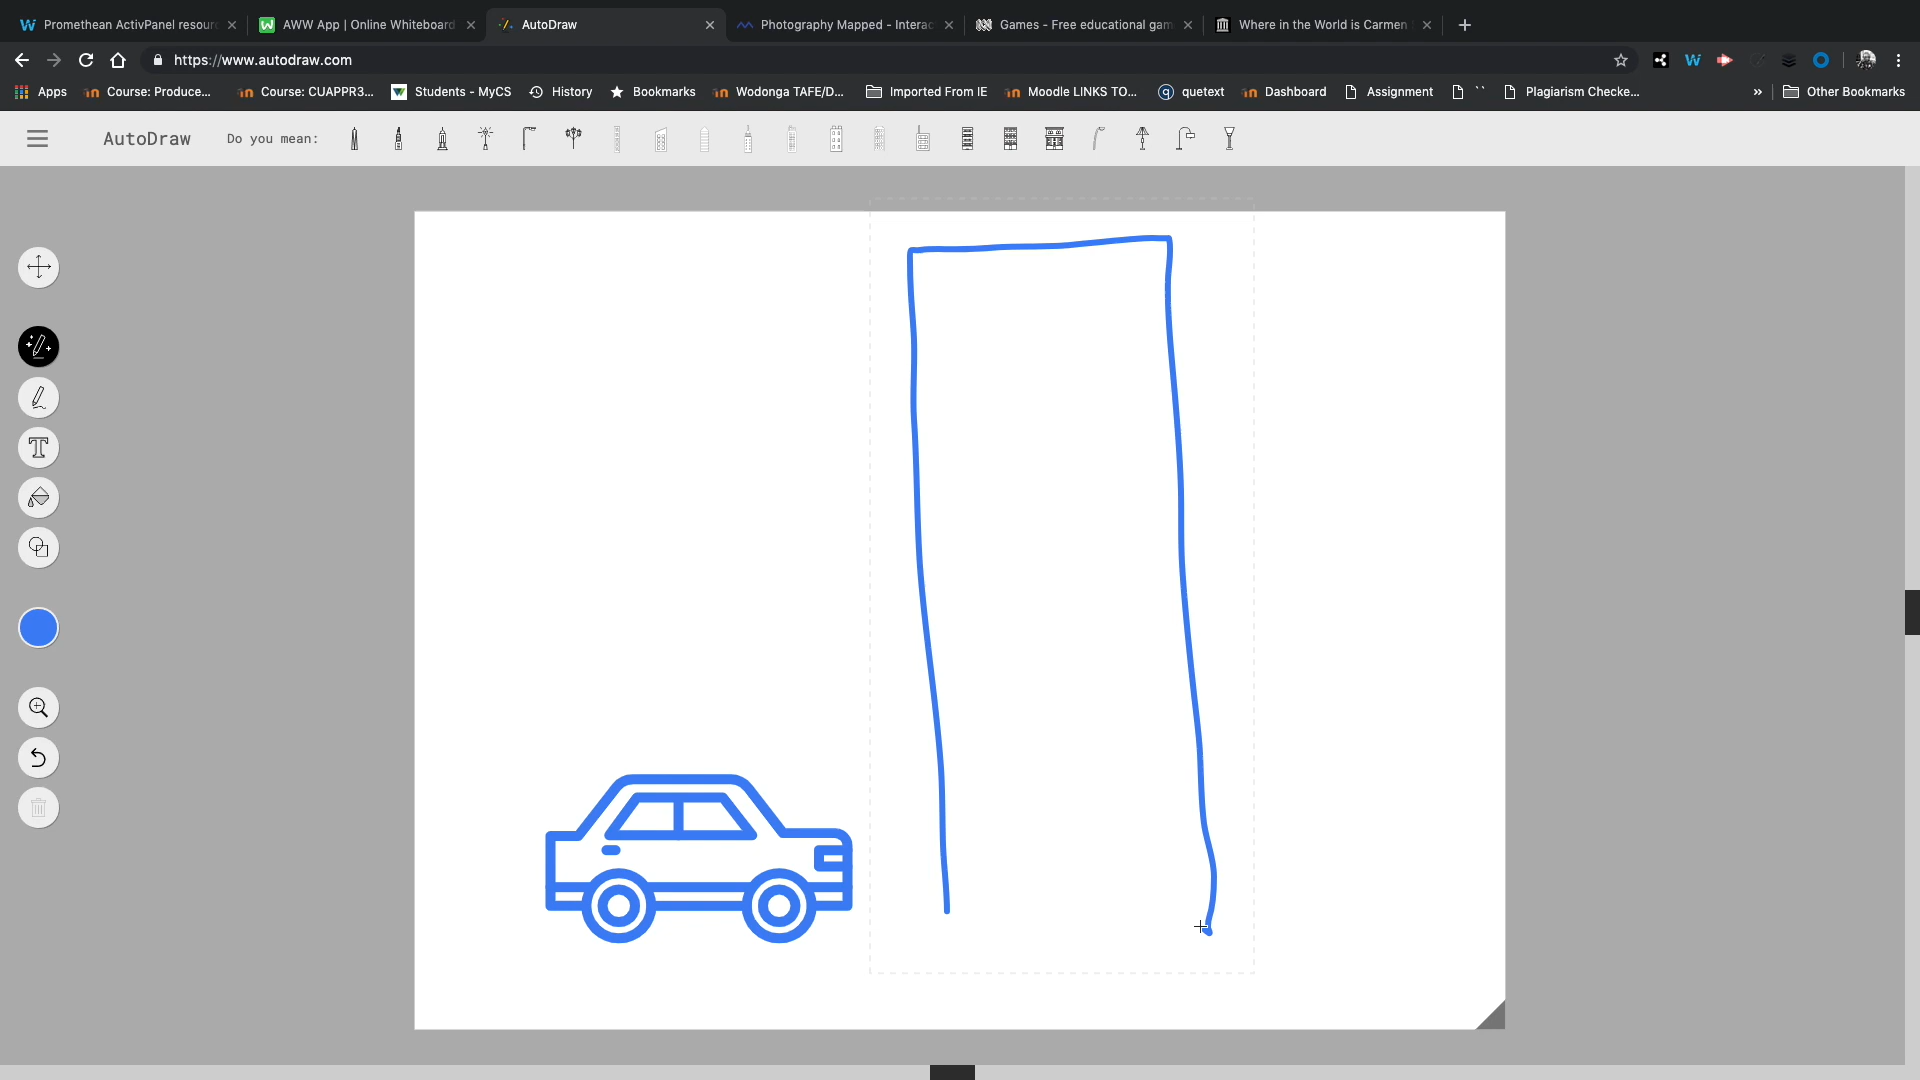 Promethean ActivPanel resour
AWW App | Online Whiteboard
AutoDraw
Photography Mapped - Interac
Games - Free educational gam
Where in the World is Carmen
https://www.autodraw.com
Apps
Course: Produce...
Course: CUAPPR3...
Students - MyCS
History
Bookmarks
Wodonga TAFE/D...
Imported From IE
Moodle LINKS TO...
quetext
Dashboard
Assignment
``
Plagiarism Checke...
»
Other Bookmarks
AutoDraw
Do you mean: